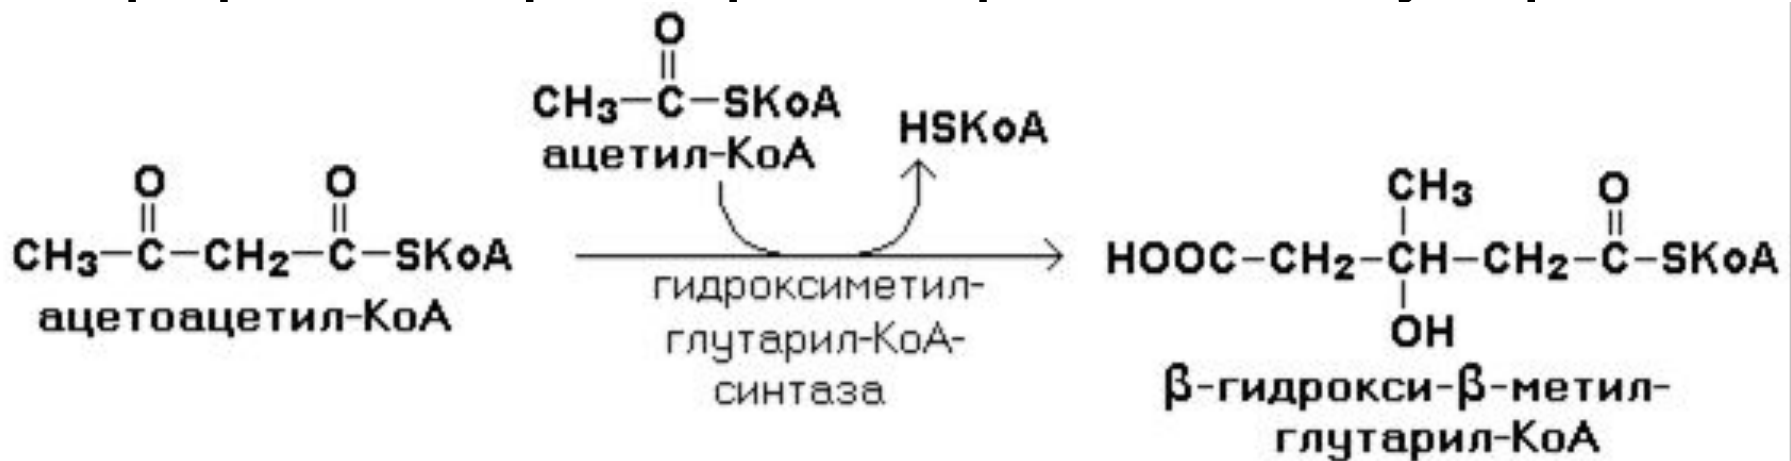 O
CH3–C–SKoA
ацетил-КоА
HSKoA
O O
CH3–C–CH2–C–SKoA
ацетоацетил-КоА
гидроксиметил-
глутарил-КоА-
синтаза
CH3 O
HOOC–CH2–CH–CH2–C–SKoA
OH
β-гидрокси-β-метил-
глутарил-КоА